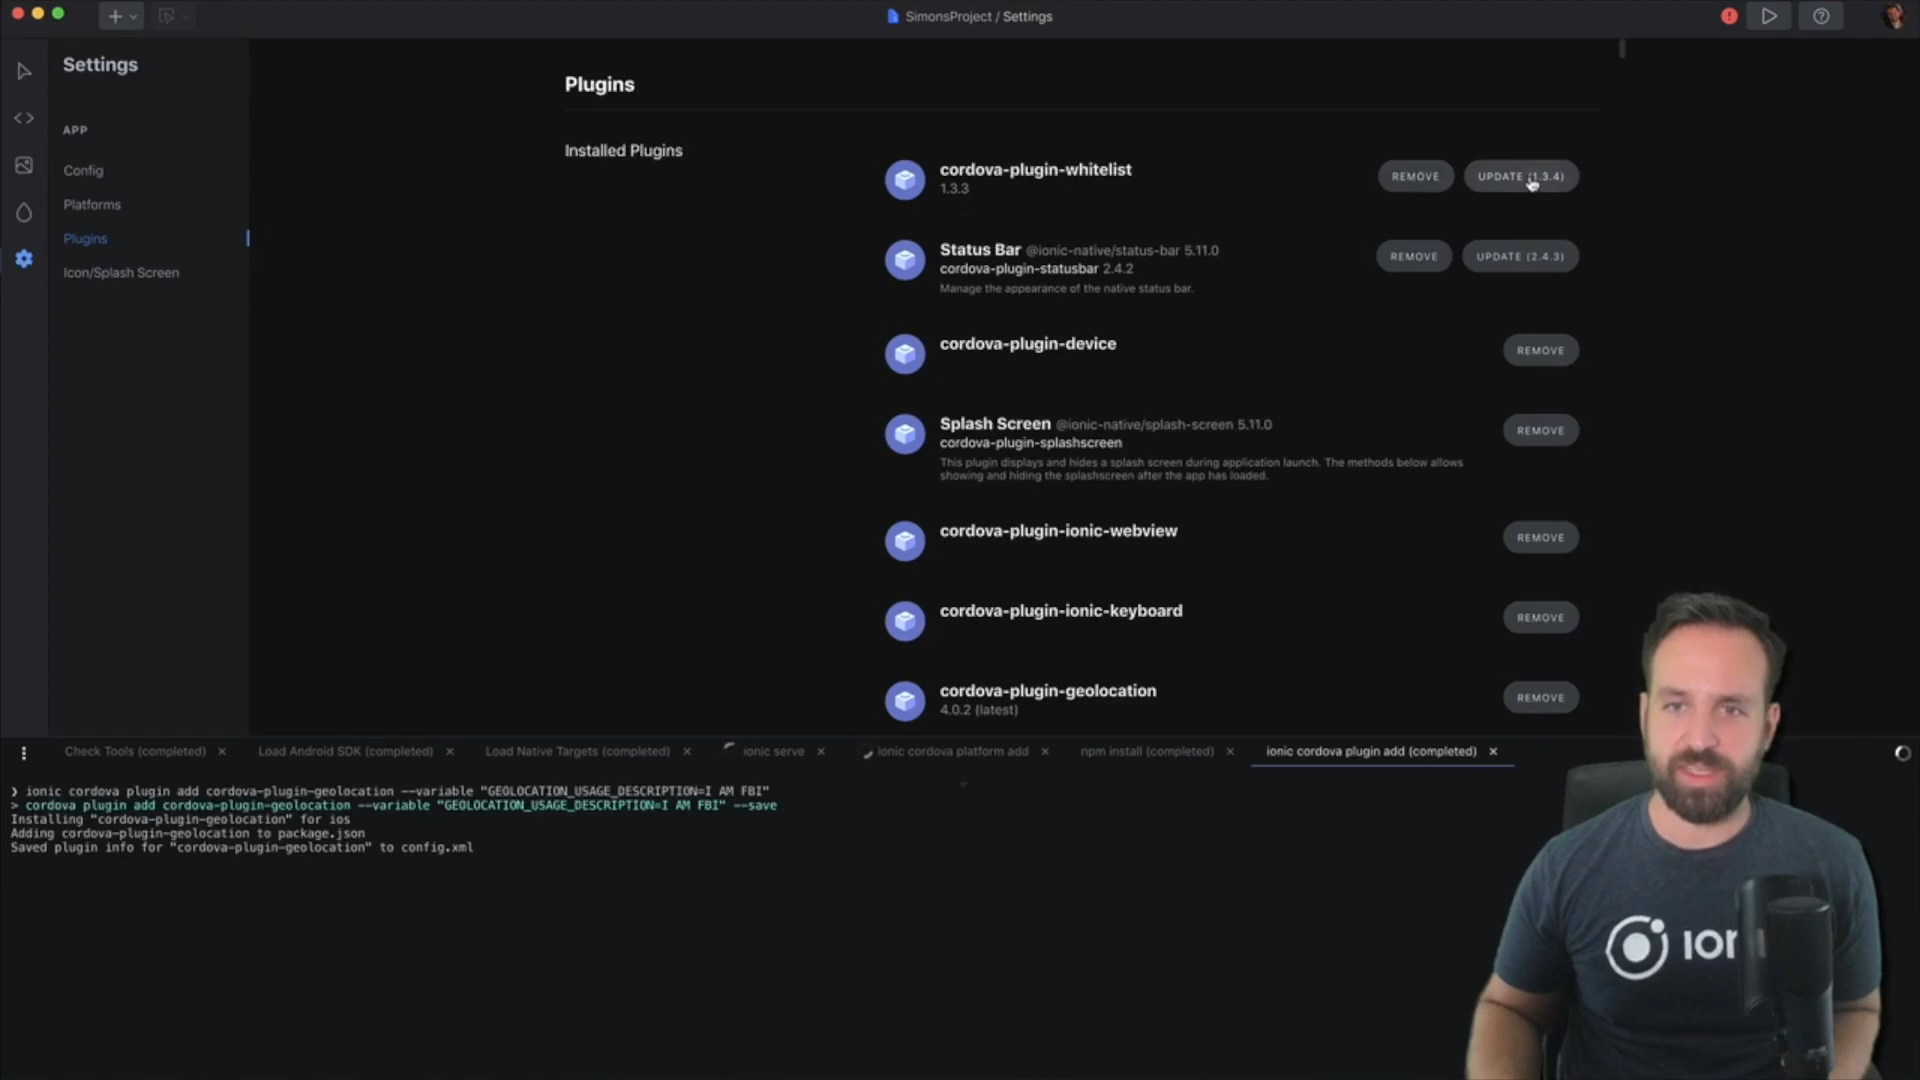 SimonsProject / Settings
Settings
APP
Config
Platforms
Plugins
Icon/Splash Screen
Plugins
Installed Plugins
cordova-plugin-whitelist
1.3.3
REMOVE
UPDATE (1.3.4)
Status Bar @ionic-native/status-bar 5.11.0
cordova-plugin-statusbar 2.4.2
Manage the appearance of the native status bar.
REMOVE
UPDATE (2.4.3)
cordova-plugin-device
REMOVE
Splash Screen @ionic-native/splash-screen 5.11.0
cordova-plugin-splashscreen
This plugin displays and hides a splash screen during application launch. The methods below allows
showing and hiding the splashscreen after the app has loaded.
REMOVE
cordova-plugin-ionic-webview
REMOVE
cordova-plugin-ionic-keyboard
REMOVE
cordova-plugin-geolocation
4.0.2 (latest)
REMOVE
Check Tools (completed)
Load Android SDK (completed)
Load Native Targets (completed)
ionic serve
ionic cordova platform add
npm install (completed)
ionic cordova plugin add (completed)
❯ ionic cordova plugin add cordova-plugin-geolocation --variable "GEOLOCATION_USAGE_DESCRIPTION=I AM FBI"
> cordova plugin add cordova-plugin-geolocation --variable "GEOLOCATION_USAGE_DESCRIPTION=I AM FBI" --save
Installing "cordova-plugin-geolocation" for ios
Adding cordova-plugin-geolocation to package.json
Saved plugin info for "cordova-plugin-geolocation" to config.xml